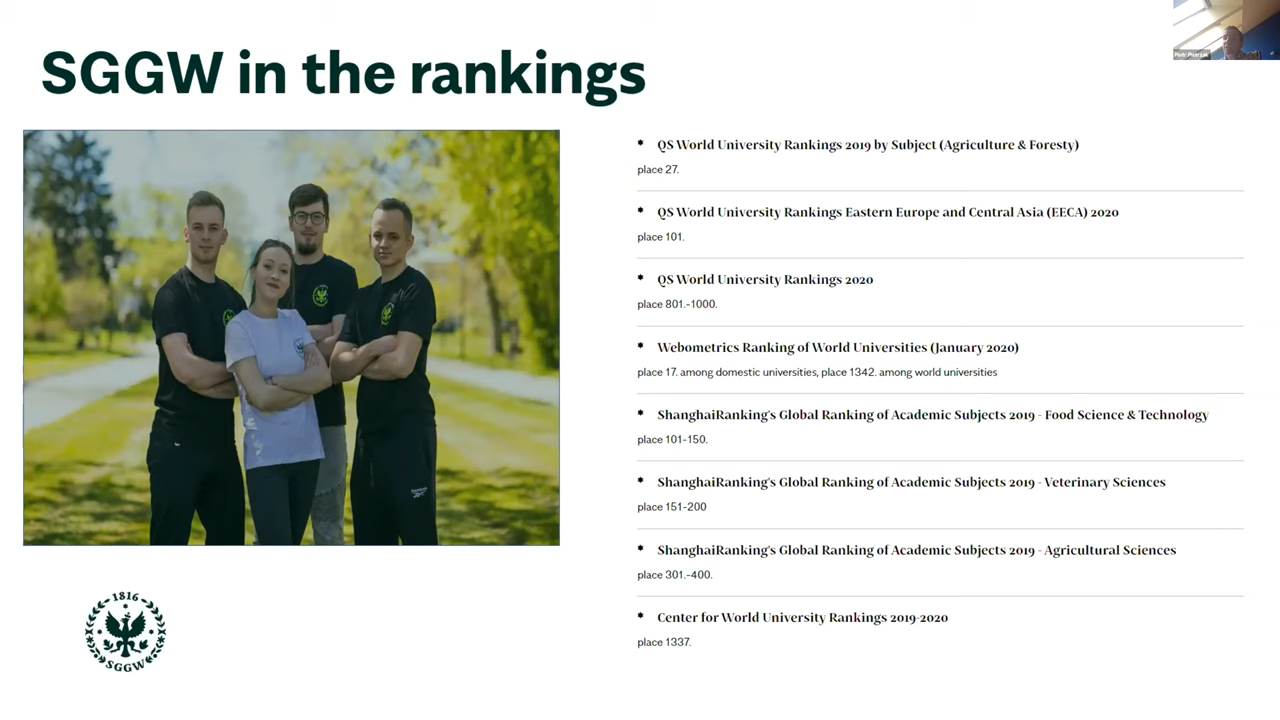 SGGW in the rankings
Piotr Pietrzak
* QS World University Rankings 2019 by Subject (Agriculture & Foresty)
place 27.
* QS World University Rankings Eastern Europe and Central Asia (EECA) 2020
place 101.
* QS World University Rankings 2020
place 801.-1000.
* Webometrics Ranking of World Universities (January 2020)
place 17. among domestic universities, place 1342. among world universities
* ShanghaiRanking's Global Ranking of Academic Subjects 2019 - Food Science & Technology
place 101-150.
* ShanghaiRanking's Global Ranking of Academic Subjects 2019 - Veterinary Sciences
place 151-200
* ShanghaiRanking's Global Ranking of Academic Subjects 2019 - Agricultural Sciences
place 301.-400.
* Center for World University Rankings 2019-2020
place 1337.
1816
SGGW